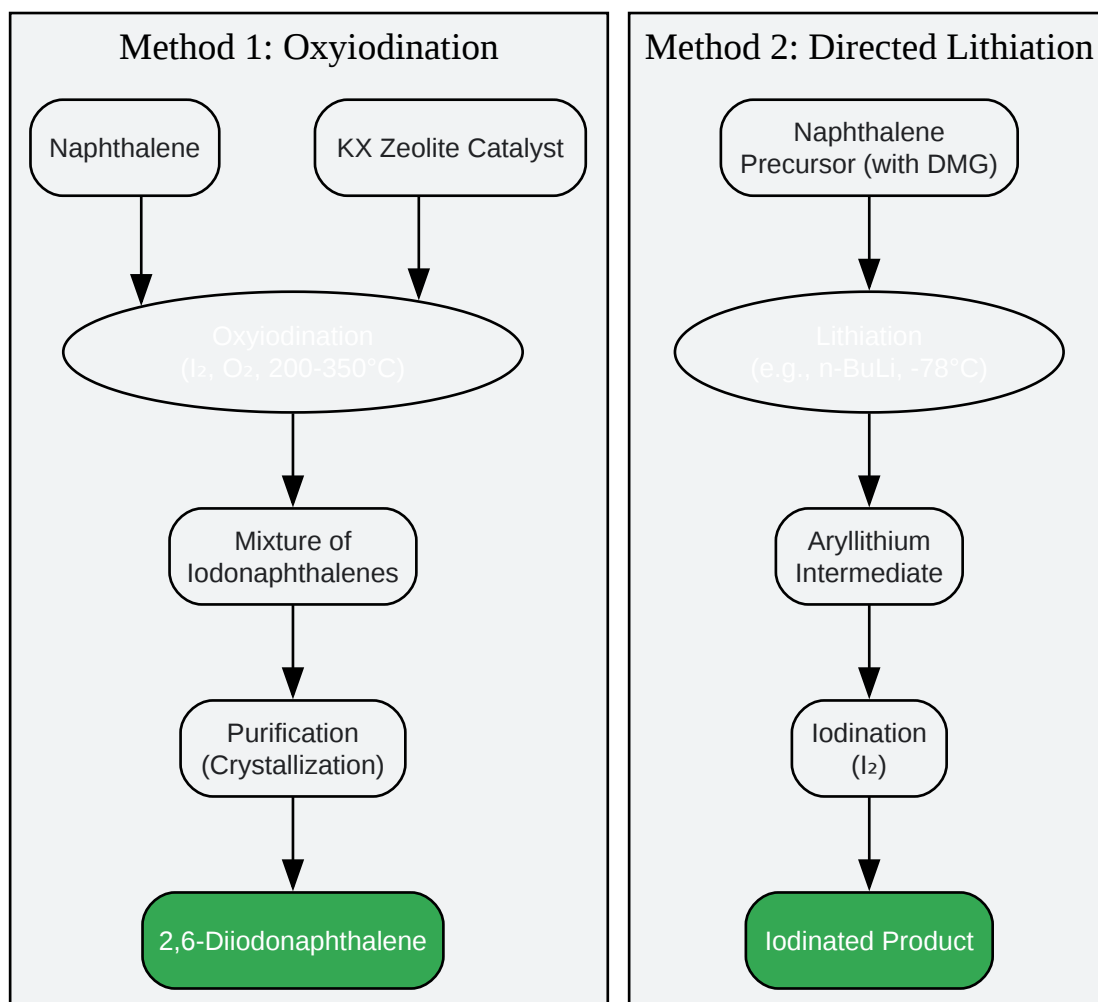 Method 1: Oxyiodination
Naphthalene
KX Zeolite Catalyst
Oxyiodination
(I₂, O₂, 200-350°C)
Mixture of
Iodonaphthalenes
Purification
(Crystallization)
2,6-Diiodonaphthalene
Method 2: Directed Lithiation
Naphthalene
Precursor (with DMG)
Lithiation
(e.g., n-BuLi, -78°C)
Aryllithium
Intermediate
Iodination
(I₂)
Iodinated Product